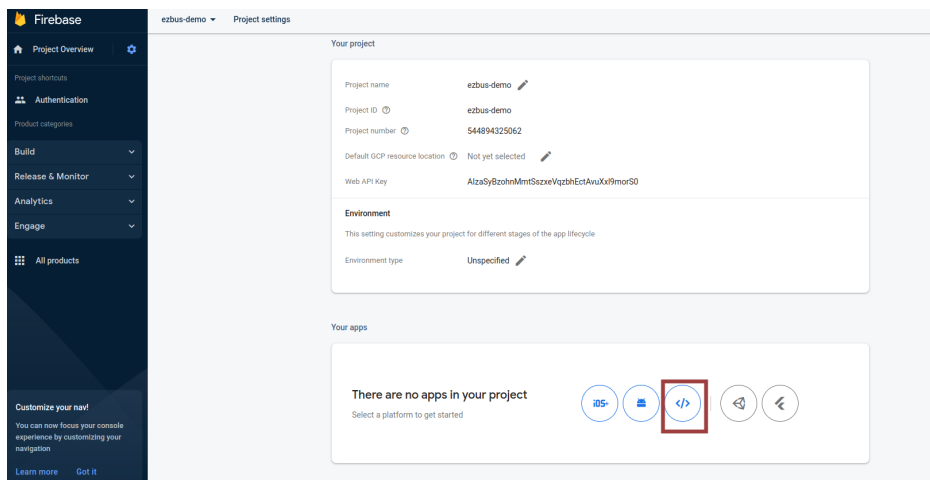 Firebase
ezbus-demo Project settings
Project Overview
Project shortcuts
Authentication
Product categories
Build
Release & Monitor
Analytics
Engage
All products
Customize your nav!
You can now focus your console
experience by customizing your
navigation
Learn more Got it
Your project
Project name ezbus-demo
Project ID ezbus-demo
Project number 544894325062
Default GCP resource location Not yet selected
Web API Key AIzaSyBzohnMmtSszxeVqzbhEctAvuXxI9morS0
Environment
This setting customizes your project for different stages of the app lifecycle
Environment type Unspecified
Your apps
There are no apps in your project
Select a platform to get started
iOS+